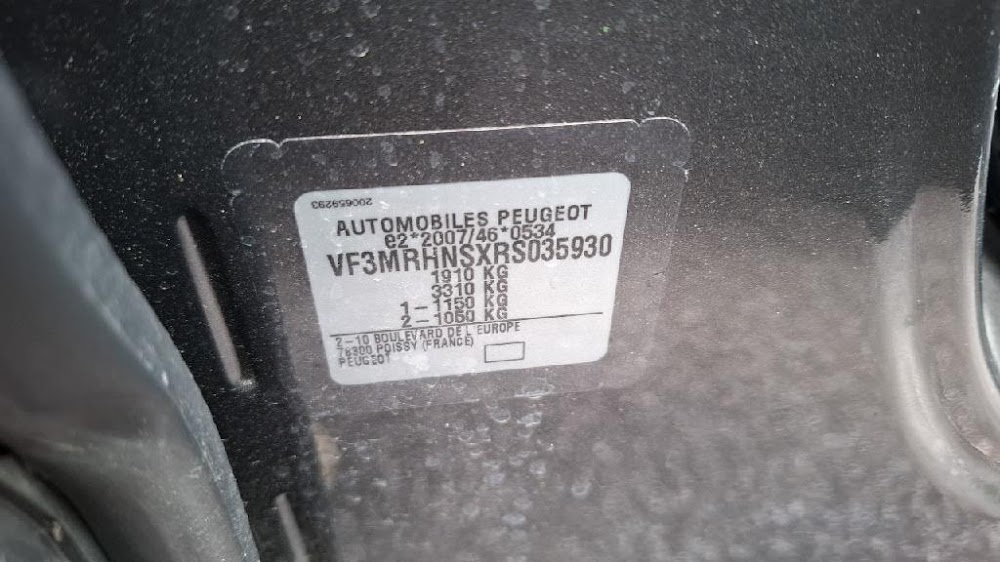 200659293
AUTOMOBILES PEUGEOT
e2*2007/46*0534
VF3MRHNSXRS035930
1910 KG
3310 KG
1-1150 KG
2-1050 KG
2-10 BOULEVARD DE L'EUROPE
78300 POISSY (FRANCE)
PEUGEOT